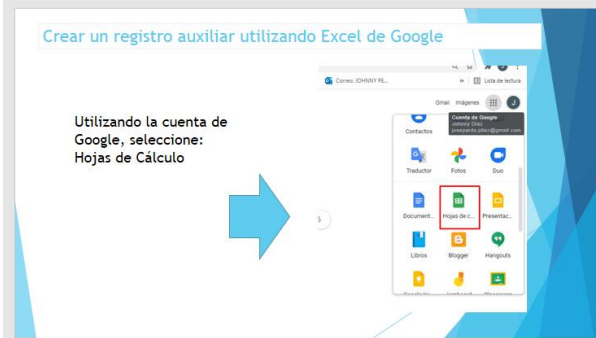 Crear un registro auxiliar utilizando Excel de Google
Utilizando la cuenta de
Google, seleccione:
Hojas de Cálculo
Correo: JOHNNY PE...
Lista de lectura
Gmail Imágenes
J
Cuenta de Google
Johnny Díaz
Contactos
Traductor Fotos Duo
Document... Hojas de c... Presentac...
Libros Blogger Hangouts